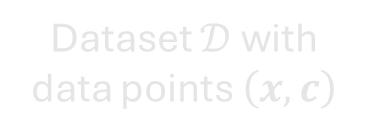 Dataset 𝒟 with
data points (𝒙, 𝒄)